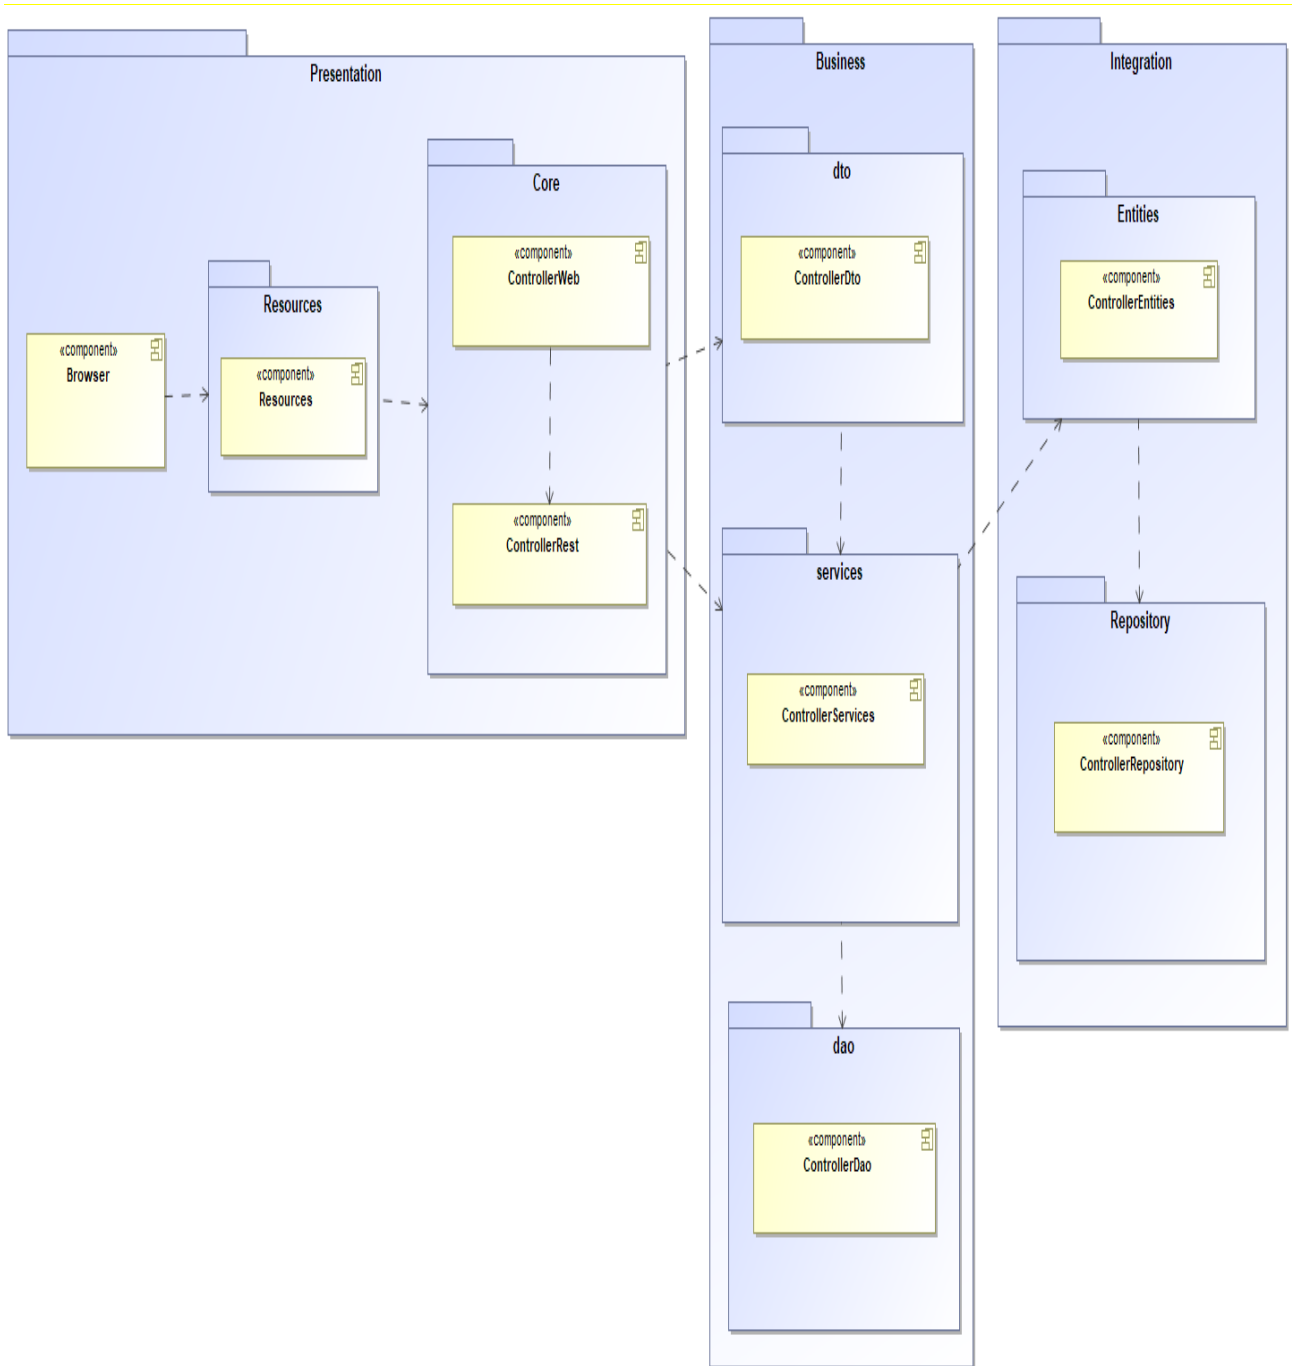 Presentation
«component»
Browser
Resources
«component»
Resources
Core
«component»
ControllerWeb
«component»
ControllerRest
Business
dto
«component»
ControllerDto
services
«component»
ControllerServices
dao
«component»
ControllerDao
Integration
Entities
«component»
ControllerEntities
Repository
«component»
ControllerRepository